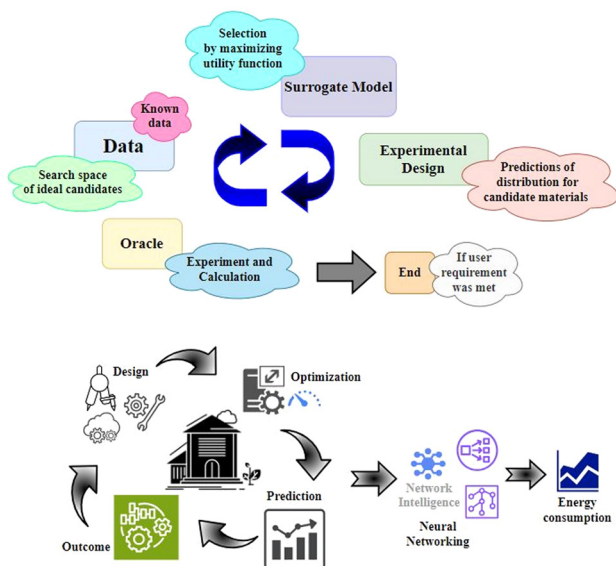 Selection
by maximizing
utility function
Surrogate Model
Known
data
Data
Search space
of ideal candidates
Experimental
Design
Predictions of
distribution for
candidate materials
Oracle
Experiment and
Calculation
End
If user
requirement
was met
Design
Optimization
Prediction
Outcome
Network
Intelligence
Neural
Networking
Energy
consumption